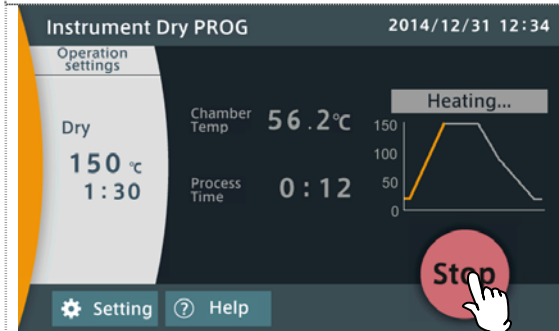 Instrument Dry PROG
2014/12/31 12:34
Operation
settings
Dry
150 ℃
1:30
Chamber
Temp
56.2℃
Process
Time
0:12
Heating...
150
100
50
0
Stop
Setting
? Help